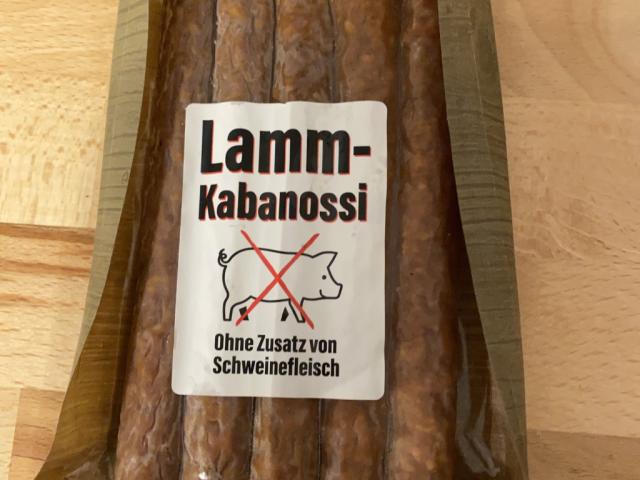 Lamm-
Kabanossi
Ohne Zusatz von
Schweinefleisch